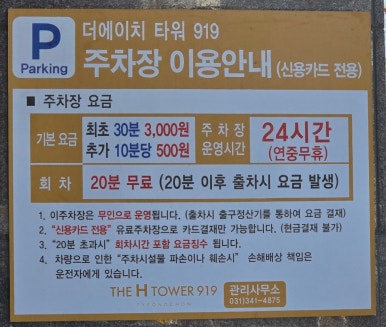 P
Parking
더에이치 타워 919
주차장 이용안내 (신용카드 전용)
■ 주차장 요금
기본 요금 최초 30분 3,000원
추가 10분당 500원
주 차 장
운영시간
24시간
(연중무휴)
회 차 20분 무료 (20분 이후 출차시 요금 발생)
1. 이주차장은 무인으로 운영됩니다. (출차시 출구정산기를 통하여 요금 결재)
2. "신용카드 전용" 유료주차장으로 카드결재만 가능합니다. (현금결재 불가)
3. "20분 초과시" 회차시간 포함 요금징수 됩니다.
4. 차량으로 인한 "주차시설물 파손이나 훼손시" 손해배상 책임은
운전자에게 있습니다.
THE H TOWER 919
관리사무소
031)341-4875